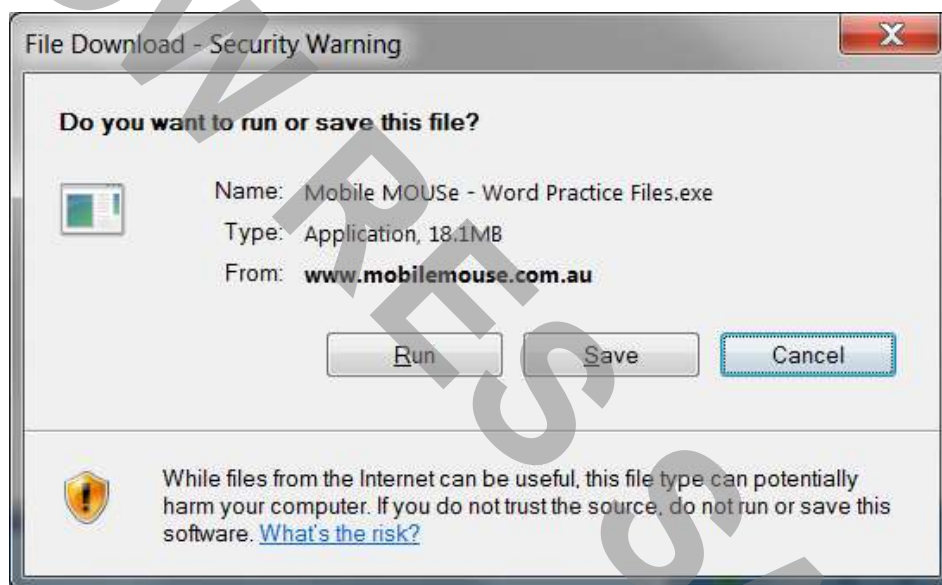 File Download - Security Warning
Do you want to run or save this file?
Name: Mobile MOUSe - Word Practice Files.exe
Type: Application, 18.1MB
From: www.mobilemouse.com.au
Run Save Cancel
While files from the Internet can be useful, this file type can potentially
harm your computer. If you do not trust the source, do not run or save this
software. What's the risk?